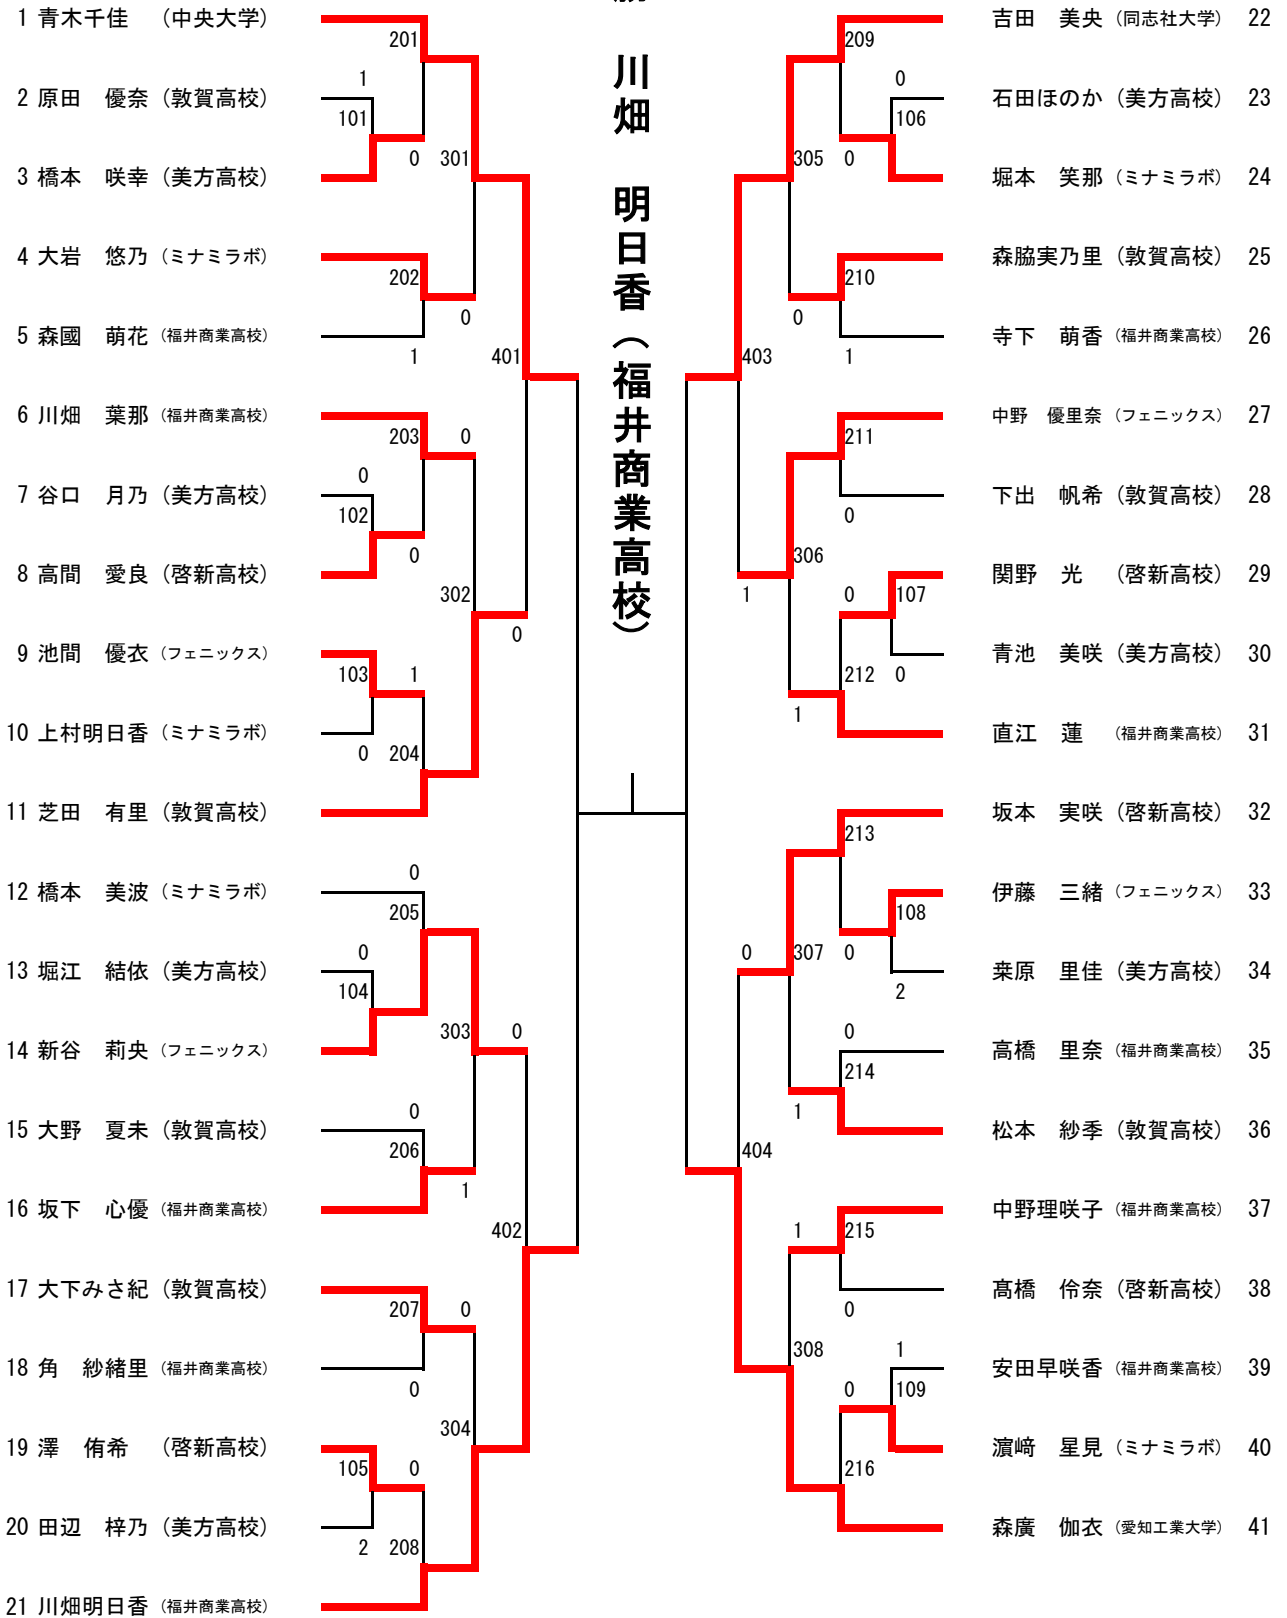 1 青木千佳 （中央大学）
2 原田　優奈（敦賀高校）
3 橋本　咲幸（美方高校）
4 大岩　悠乃（ミナミラボ）
5 森國　萌花（福井商業高校）
6 川畑　葉那（福井商業高校）
7 谷口　月乃（美方高校）
8 高間　愛良（啓新高校）
9 池間　優衣（フェニックス）
10 上村明日香（ミナミラボ）
11 芝田　有里（敦賀高校）
12 橋本　美波（ミナミラボ）
13 堀江　結依（美方高校）
14 新谷　莉央（フェニックス）
15 大野　夏未（敦賀高校）
16 坂下　心優（福井商業高校）
17 大下みさ紀（敦賀高校）
18 角　紗緒里（福井商業高校）
19 澤　侑希　（啓新高校）
20 田辺　梓乃（美方高校）
21 川畑明日香（福井商業高校）
201
1
101
0
301
202
0
1
401
203
0
0
102
0
302
0
103
1
0
204
0
205
0
104
303
0
0
206
1
402
207
0
0
304
105
0
2
208
川畑　明日香（福井商業高校）
209
0
106
305
0
210
0
1
403
211
0
306
1
0
107
212
0
1
213
108
0
307
0
2
0
214
1
404
1
215
0
308
1
0
109
216
吉田　美央（同志社大学） 22
石田ほのか（美方高校） 23
堀本　笑那（ミナミラボ） 24
森脇実乃里（敦賀高校） 25
寺下　萌香（福井商業高校） 26
中野　優里奈（フェニックス） 27
下出　帆希（敦賀高校） 28
関野　光　（啓新高校） 29
青池　美咲（美方高校） 30
直江　蓮　（福井商業高校） 31
坂本　実咲（啓新高校） 32
伊藤　三緒（フェニックス） 33
桒原　里佳（美方高校） 34
高橋　里奈（福井商業高校） 35
松本　紗季（敦賀高校） 36
中野理咲子（福井商業高校） 37
髙橋　伶奈（啓新高校） 38
安田早咲香（福井商業高校） 39
濵﨑　星見（ミナミラボ） 40
森廣　伽衣（愛知工業大学） 41